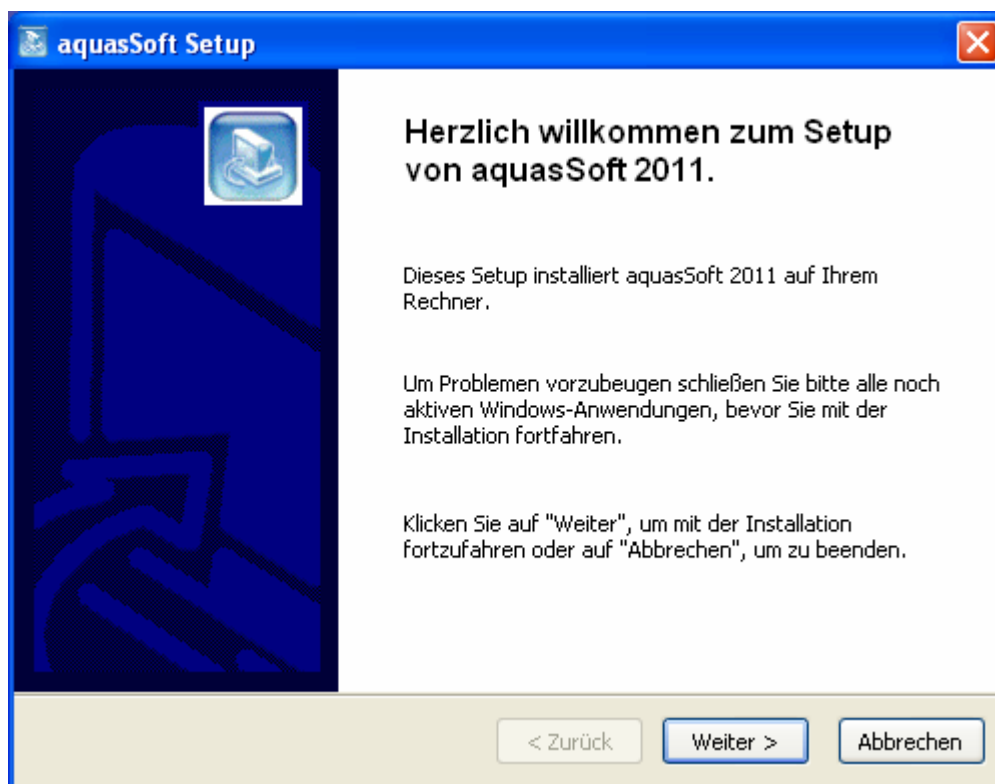 aquasSoft Setup
Herzlich willkommen zum Setup
von aquasSoft 2011.
Dieses Setup installiert aquasSoft 2011 auf Ihrem
Rechner.
Um Problemen vorzubeugen schließen Sie bitte alle noch
aktiven Windows-Anwendungen, bevor Sie mit der
Installation fortfahren.
Klicken Sie auf "Weiter", um mit der Installation
fortzufahren oder auf "Abbrechen", um zu beenden.
< Zurück
Weiter >
Abbrechen